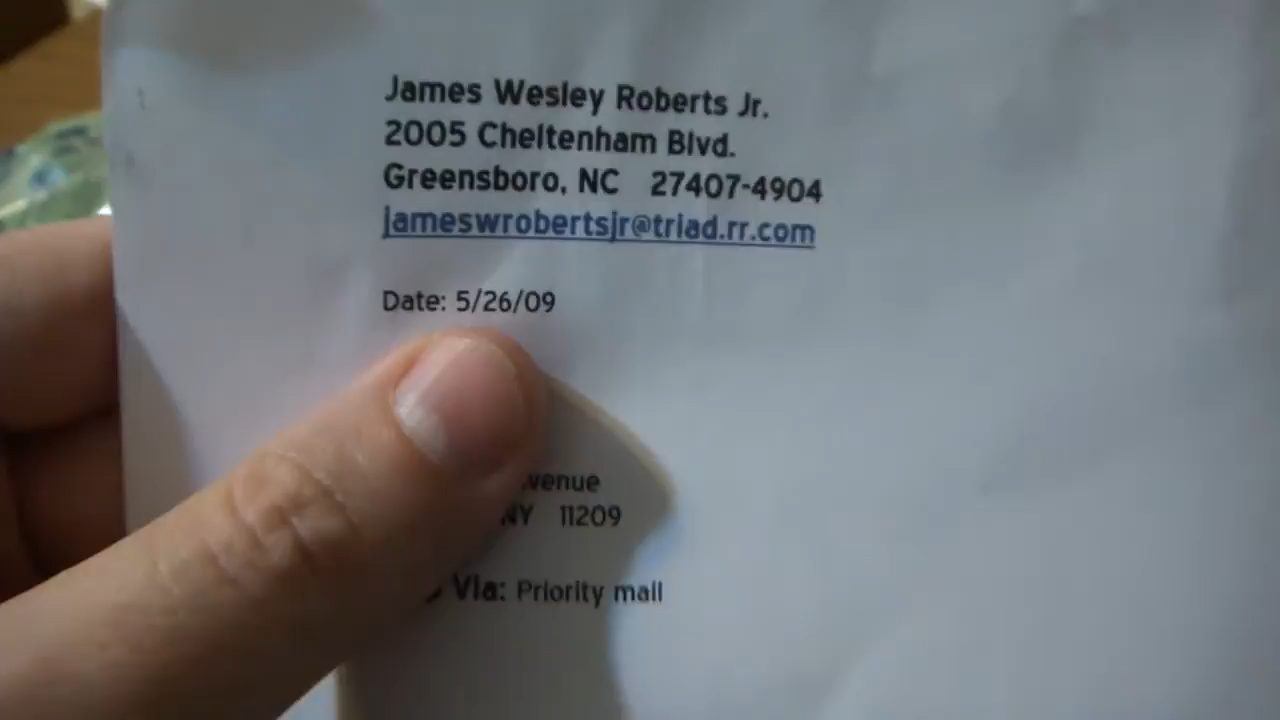 James Wesley Roberts Jr.
2005 Cheltenham Blvd.
Greensboro, NC 27407-4904
jameswrobertsjr@triad.rr.com
Date: 5/26/09
venue
NY 11209
Via: Priority mail